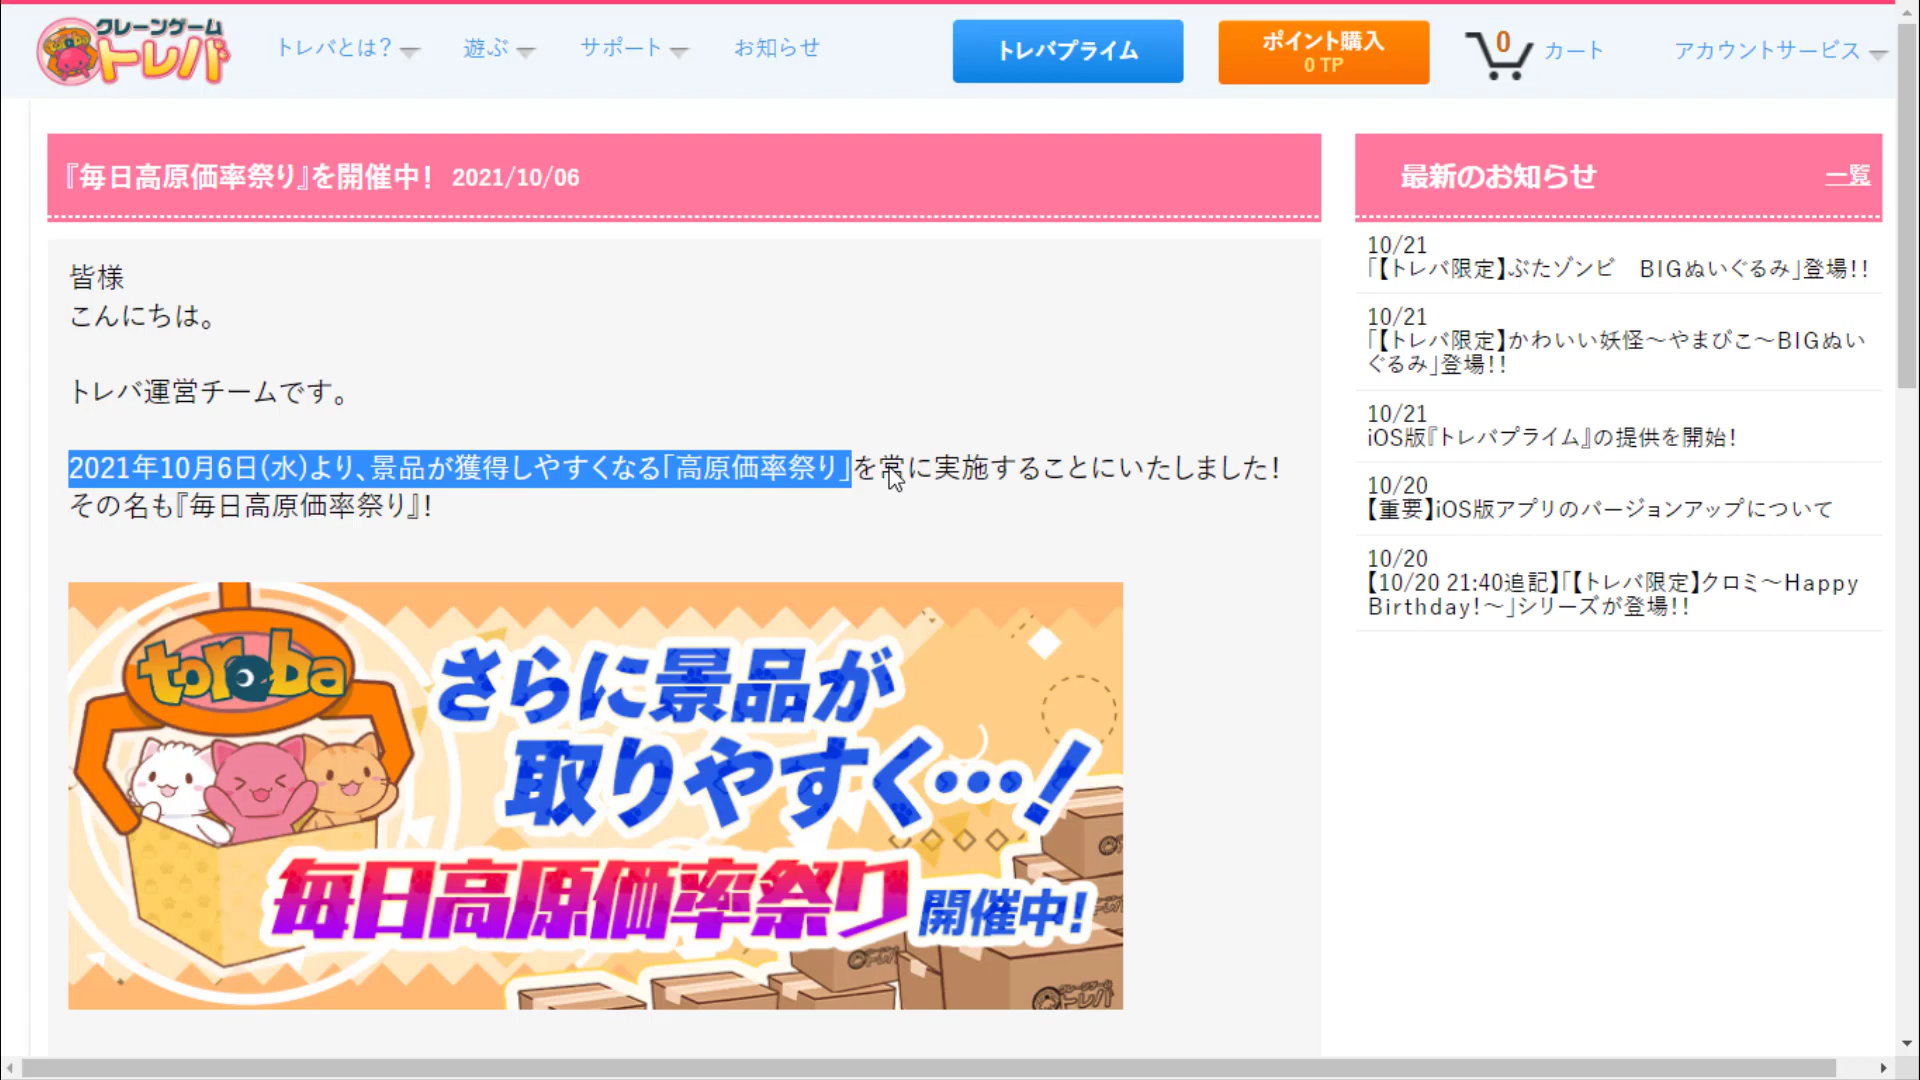 クレーンゲーム
トレバ
トレバとは?
遊ぶ
サポート
お知らせ
トレバプライム
ポイント購入
0 TP
0
カート
アカウントサービス
『毎日高原価率祭り』を開催中! 2021/10/06
皆様
こんにちは。
トレバ運営チームです。
2021年10月6日(水)より、景品が獲得しやすくなる「高原価率祭り」を常に実施することにいたしました!
その名も『毎日高原価率祭り』!
toreba
さらに景品が
取りやすく…!
毎日高原価率祭り開催中!
クレーンゲーム
トレバ
最新のお知らせ
一覧
10/21
「【トレバ限定】ぶたゾンビ　BIGぬいぐるみ」登場!!
10/21
「【トレバ限定】かわいい妖怪～やまびこ～BIGぬい
ぐるみ」登場!!
10/21
iOS版『トレバプライム』の提供を開始!
10/20
【重要】iOS版アプリのバージョンアップについて
10/20
【10/20 21:40追記】「【トレバ限定】クロミ～Happy
Birthday!～」シリーズが登場!!